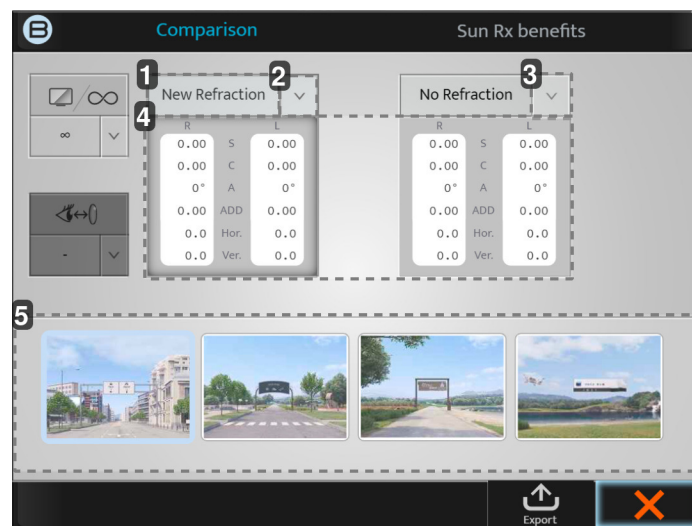 B
Comparison
Sun Rx benefits
1
2
3
New Refraction
No Refraction
∞
4
R L
R L
∞
0.00 S 0.00
0.00 S 0.00
0.00 C 0.00
0.00 C 0.00
0° A 0°
0° A 0°
0.00 ADD 0.00
0.00 ADD 0.00
0.0 Hor. 0.0
0.0 Hor. 0.0
-
0.0 Ver. 0.0
0.0 Ver. 0.0
5
Export